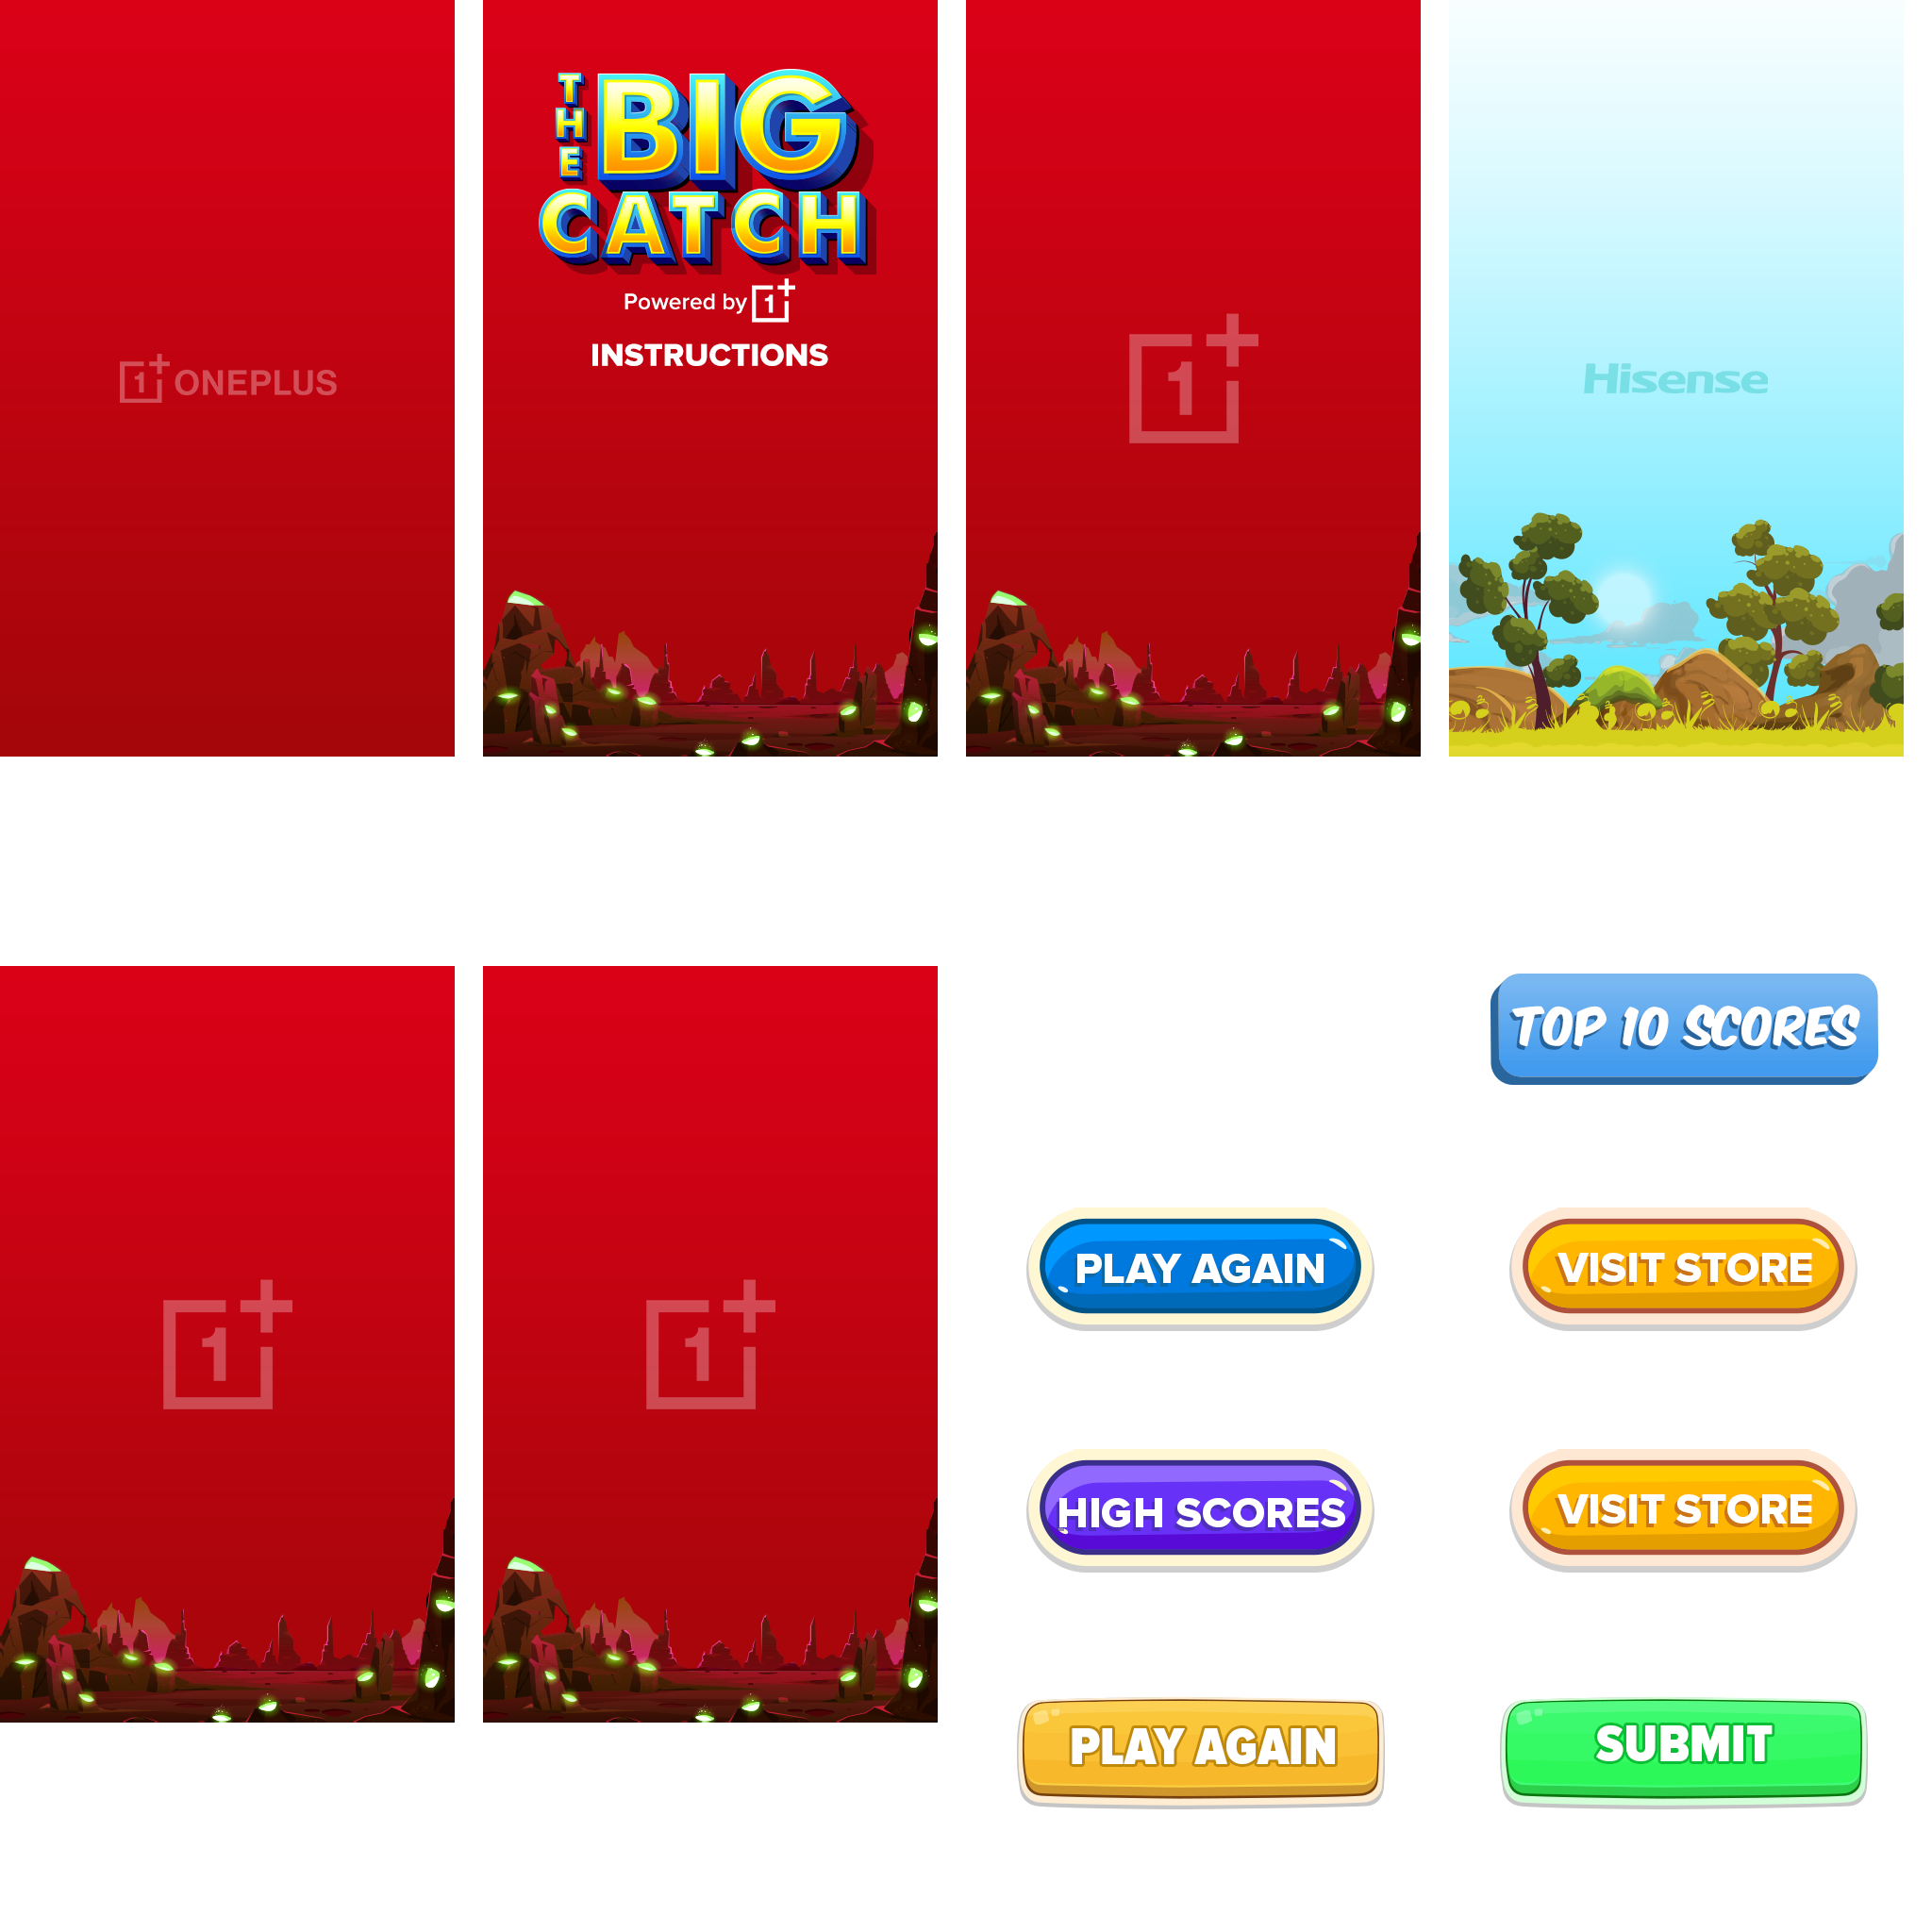 1+ ONEPLUS
THE
BIG
CATCH
Powered by 1+
INSTRUCTIONS
1+
Hisense
1+
1+
TOP 10 SCORES
PLAY AGAIN
VISIT STORE
HIGH SCORES
VISIT STORE
PLAY AGAIN
SUBMIT